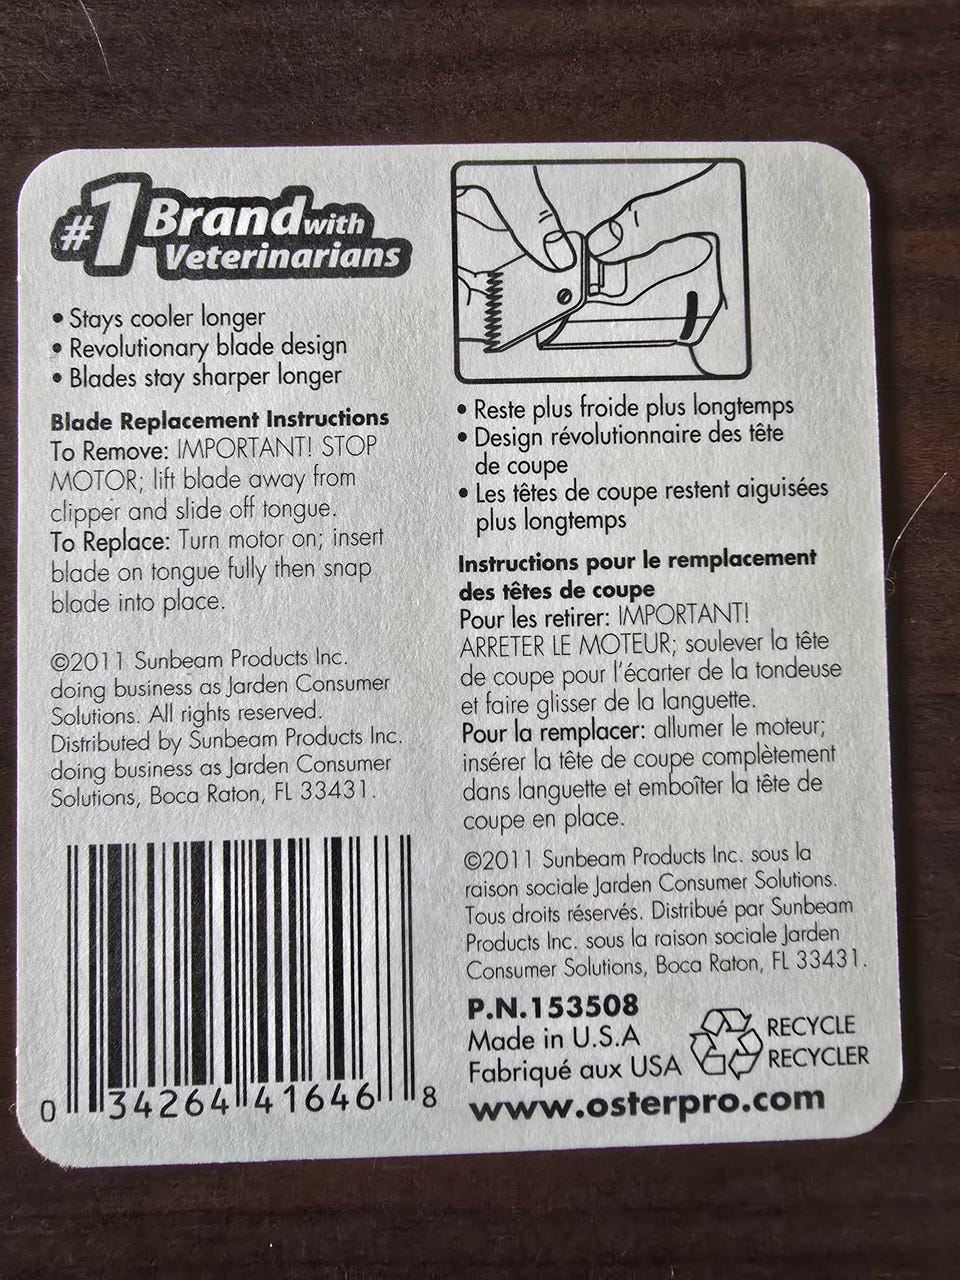 #1 Brand with
Veterinarians
• Stays cooler longer
• Revolutionary blade design
• Blades stay sharper longer
Blade Replacement Instructions
To Remove: IMPORTANT! STOP
MOTOR; lift blade away from
clipper and slide off tongue.
To Replace: Turn motor on; insert
blade on tongue fully then snap
blade into place.
©2011 Sunbeam Products Inc.
doing business as Jarden Consumer
Solutions. All rights reserved.
Distributed by Sunbeam Products Inc.
doing business as Jarden Consumer
Solutions, Boca Raton, FL 33431.
0 34264 41646 8
• Reste plus froide plus longtemps
• Design révolutionnaire des tête
de coupe
• Les têtes de coupe restent aiguisées
plus longtemps
Instructions pour le remplacement
des têtes de coupe
Pour les retirer: IMPORTANT!
ARRETER LE MOTEUR; soulever la tête
de coupe pour l'écarter de la tondeuse
et faire glisser de la languette.
Pour la remplacer: allumer le moteur;
insérer la tête de coupe complètement
dans languette et emboîter la tête de
coupe en place.
©2011 Sunbeam Products Inc. sous la
raison sociale Jarden Consumer Solutions.
Tous droits réservés. Distribué par Sunbeam
Products Inc. sous la raison sociale Jarden
Consumer Solutions, Boca Raton, FL 33431.
P.N.153508
Made in U.S.A
Fabriqué aux USA
RECYCLE
RECYCLER
www.osterpro.com